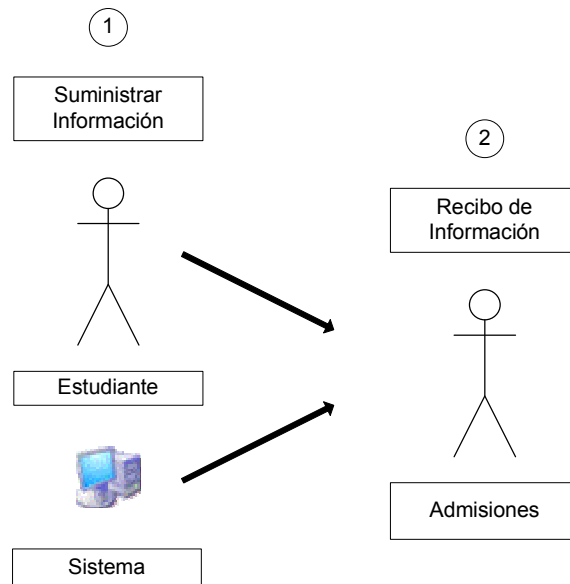 1
Suministrar
Información
Estudiante
Sistema
2
Recibo de
Información
Admisiones